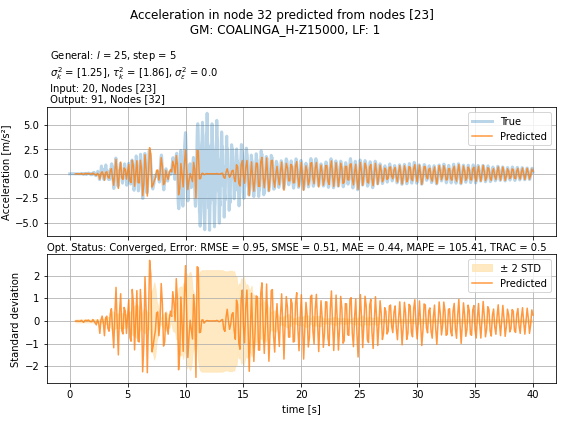 Acceleration in node 32 predicted from nodes [23]
GM: COALINGA_H-Z15000, LF: 1
General: l = 25, step = 5
σ²ₖ = [1.25], τ²ₖ = [1.86], σ²ε = 0.0
Input: 20, Nodes [23]
Output: 91, Nodes [32]
Acceleration [m/s²]
5.0
2.5
0.0
−2.5
−5.0
True
Predicted
Opt. Status: Converged, Error: RMSE = 0.95, SMSE = 0.51, MAE = 0.44, MAPE = 105.41, TRAC = 0.5
Standard deviation
2
1
0
−1
−2
± 2 STD
Predicted
0 5 10 15 20 25 30 35 40
time [s]